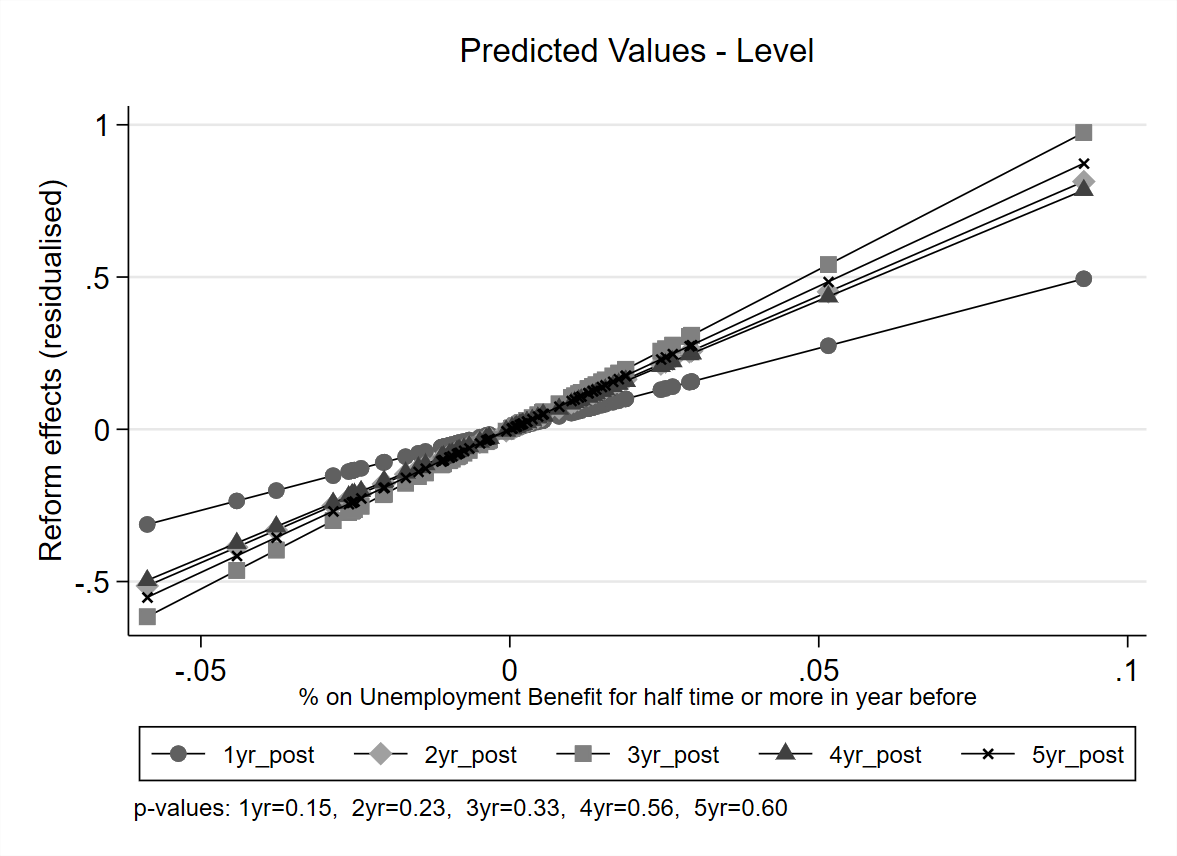 Predicted Values - Level
Reform effects (residualised)
1
.5
0
-.5
-.05 0 .05 .1
% on Unemployment Benefit for half time or more in year before
1yr_post 2yr_post 3yr_post 4yr_post 5yr_post
p-values: 1yr=0.15, 2yr=0.23, 3yr=0.33, 4yr=0.56, 5yr=0.60